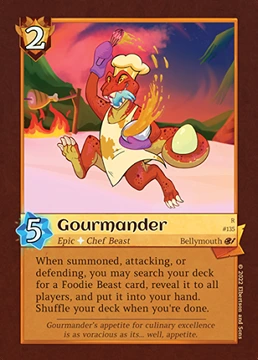 2
5
Gourmander
R
#135
Epic Chef Beast
Bellymouth
When summoned, attacking, or
defending, you may search your deck
for a Foodie Beast card, reveal it to all
players, and put it into your hand.
Shuffle your deck when you're done.
Gourmander's appetite for culinary excellence
is as voracious as its... well, appetite.
© 2022 Elbertson and Sons